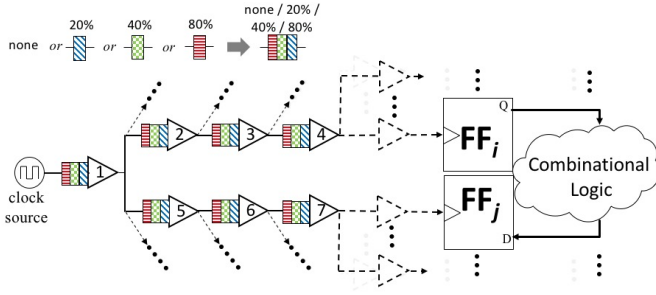 none / 20% /
40% / 80%
20%
40%
80%
none or or or
1
2
3
4
5
6
7
clock
source
Q
FFi
FFj
D
Combinational
Logic